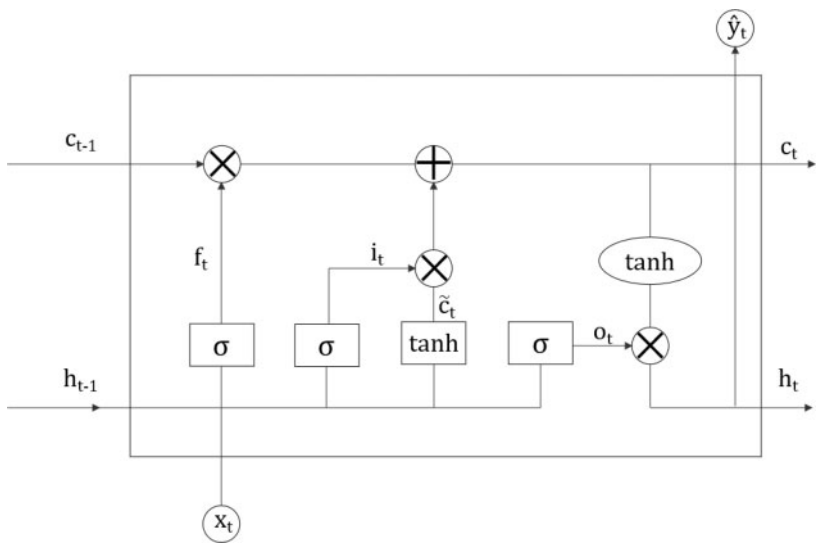 ŷₜ
cₜ₋₁
cₜ
fₜ
iₜ
tanh
c̃ₜ
σ
σ
tanh
σ
oₜ
hₜ₋₁
hₜ
xₜ